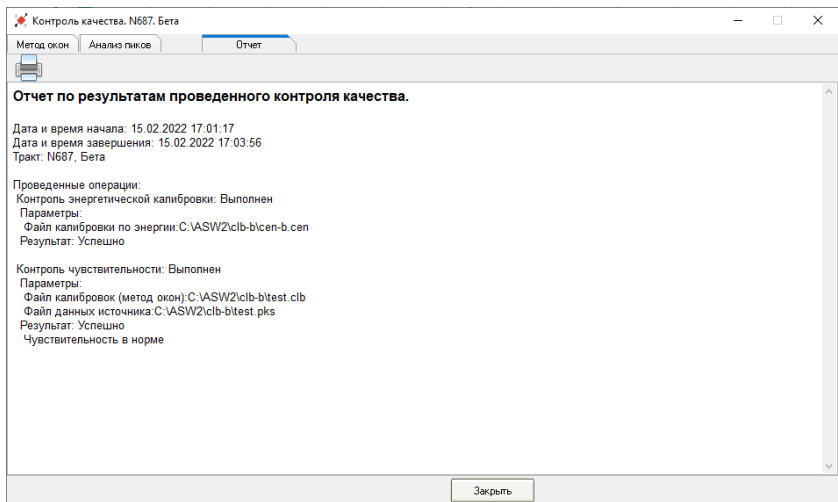 Контроль качества. N687. Бета
Метод окон Анализ пиков Отчет
Отчет по результатам проведенного контроля качества.
Дата и время начала: 15.02.2022 17:01:17
Дата и время завершения: 15.02.2022 17:03:56
Тракт: N687, Бета
Проведенные операции:
Контроль энергетической калибровки: Выполнен
Параметры:
Файл калибровки по энергии:C:\ASW2\clb-b\cen-b.cen
Результат: Успешно
Контроль чувствительности: Выполнен
Параметры:
Файл калибровок (метод окон):C:\ASW2\clb-b\test.clb
Файл данных источника:C:\ASW2\clb-b\test.pks
Результат: Успешно
Чувствительность в норме
Закрыть